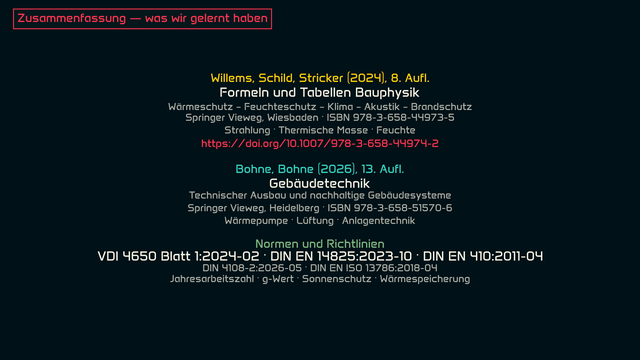 Zusammenfassung — was wir gelernt haben
Willems, Schild, Stricker (2024), 8. Aufl.
Formeln und Tabellen Bauphysik
Wärmeschutz – Feuchteschutz – Klima – Akustik – Brandschutz
Springer Vieweg, Wiesbaden · ISBN 978-3-658-44973-5
Strahlung · Thermische Masse · Feuchte
https://doi.org/10.1007/978-3-658-44974-2
Bohne, Bohne (2026), 13. Aufl.
Gebäudetechnik
Technischer Ausbau und nachhaltige Gebäudesysteme
Springer Vieweg, Heidelberg · ISBN 978-3-658-51570-6
Wärmepumpe · Lüftung · Anlagentechnik
Normen und Richtlinien
VDI 4650 Blatt 1:2024-02 · DIN EN 14825:2023-10 · DIN EN 410:2011-04
DIN 4108-2:2026-05 · DIN EN ISO 13786:2018-04
Jahresarbeitszahl · g-Wert · Sonnenschutz · Wärmespeicherung